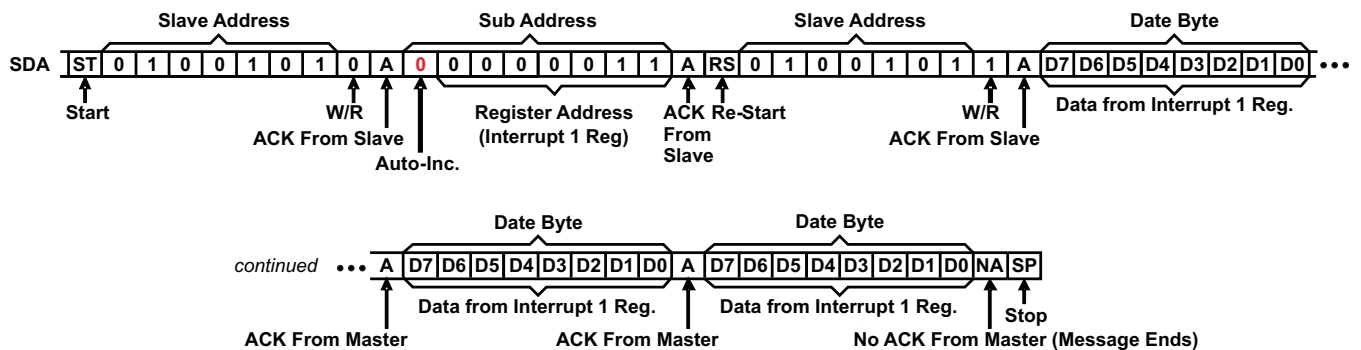 Slave Address Sub Address Slave Address Date Byte
SDA ST 0 1 0 0 1 0 1 0 A 0 0 0 0 0 0 1 1 A RS 0 1 0 0 1 0 1 1 A D7 D6 D5 D4 D3 D2 D1 D0 •••
Start W/R Register Address ACK Re-Start W/R Data from Interrupt 1 Reg.
ACK From Slave (Interrupt 1 Reg) From ACK From Slave
Auto-Inc. Slave
Date Byte Date Byte
continued ••• A D7 D6 D5 D4 D3 D2 D1 D0 A D7 D6 D5 D4 D3 D2 D1 D0 NA SP
Data from Interrupt 1 Reg. Data from Interrupt 1 Reg. Stop
ACK From Master ACK From Master No ACK From Master (Message Ends)